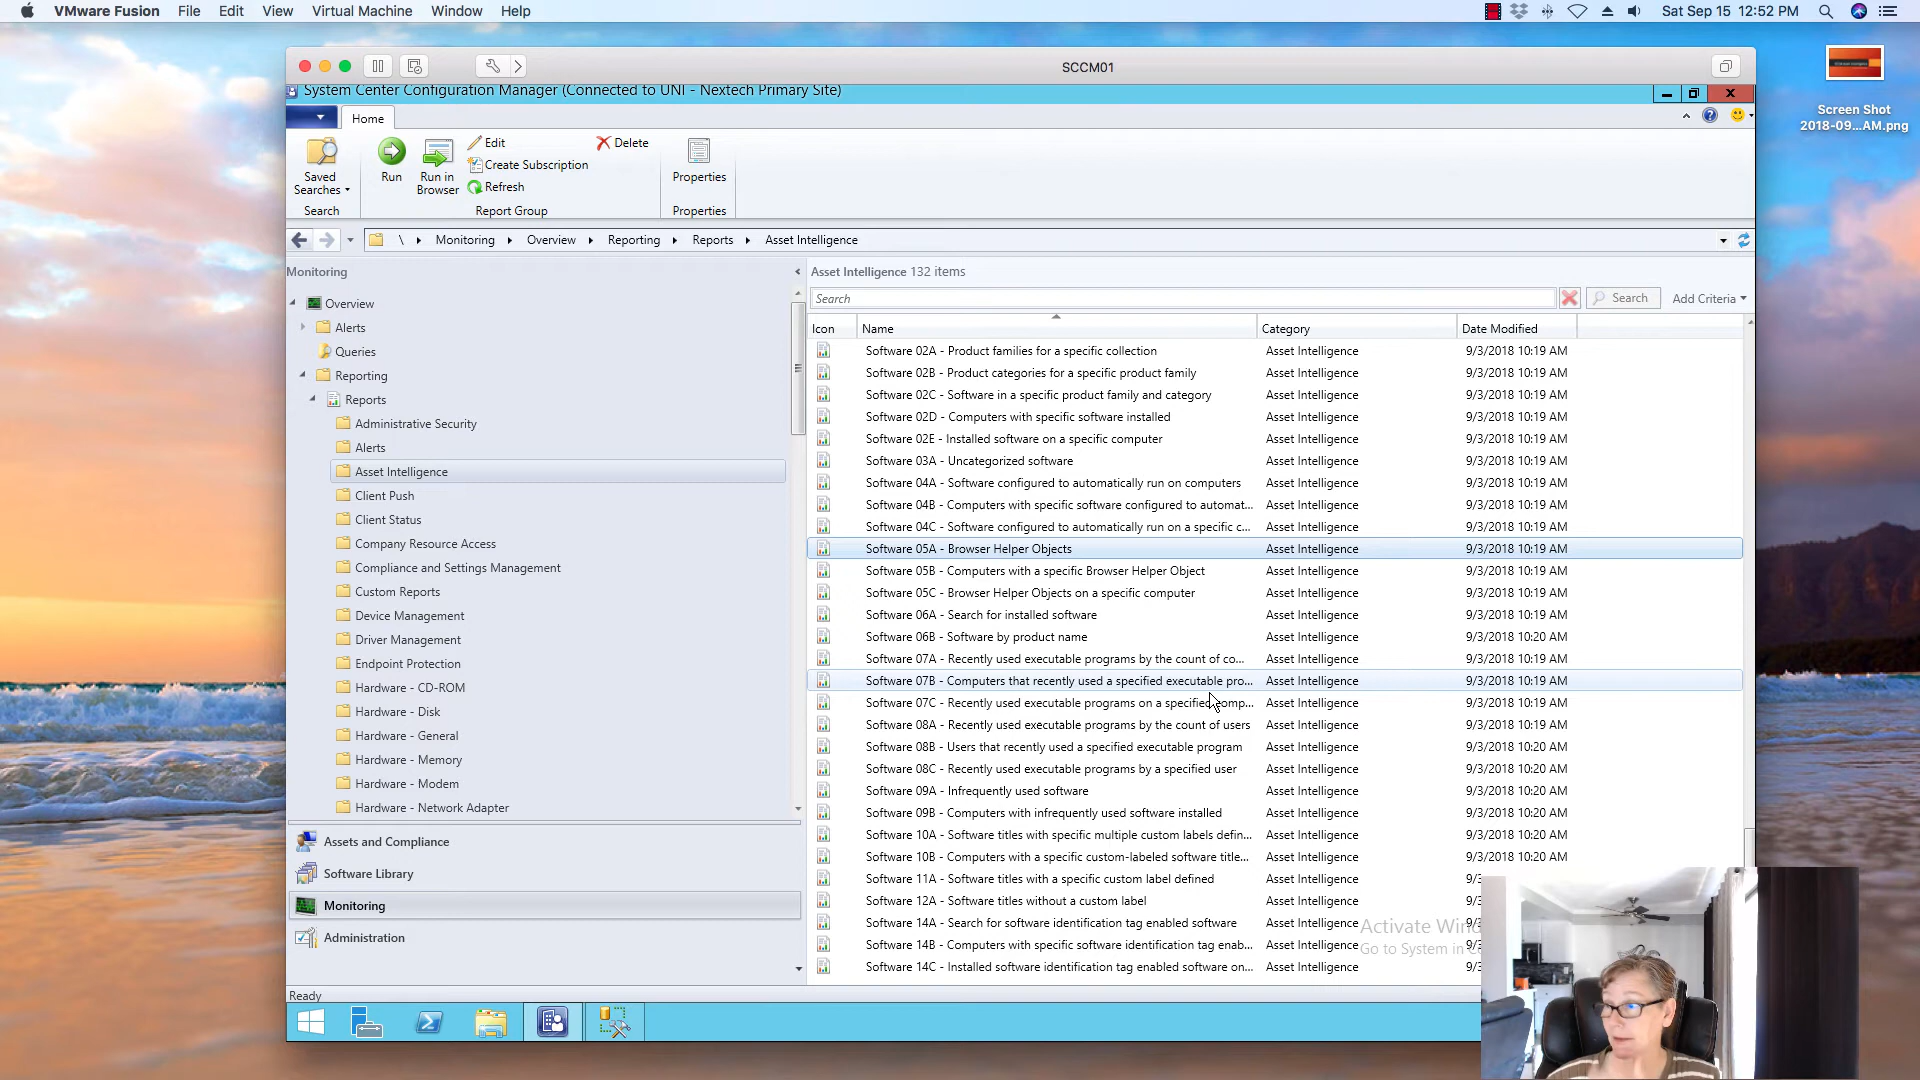 VMware Fusion File Edit View Virtual Machine Window Help
Sat Sep 15 12:52 PM
SCCM01
System Center Configuration Manager (Connected to UNI - Nextech Primary Site)
Screen Shot
2018-09...AM.png
Home
Saved
Searches
Search
Run
Run in
Browser
Edit
Create Subscription
Refresh
Delete
Report Group
Properties
Properties
\ Monitoring Overview Reporting Reports Asset Intelligence
Monitoring
Overview
Alerts
Queries
Reporting
Reports
Administrative Security
Alerts
Asset Intelligence
Client Push
Client Status
Company Resource Access
Compliance and Settings Management
Custom Reports
Device Management
Driver Management
Endpoint Protection
Hardware - CD-ROM
Hardware - Disk
Hardware - General
Hardware - Memory
Hardware - Modem
Hardware - Network Adapter
Assets and Compliance
Software Library
Monitoring
Administration
Ready
Asset Intelligence 132 items
Search Search Add Criteria
Icon Name Category Date Modified
Software 02A - Product families for a specific collection Asset Intelligence 9/3/2018 10:19 AM
Software 02B - Product categories for a specific product family Asset Intelligence 9/3/2018 10:19 AM
Software 02C - Software in a specific product family and category Asset Intelligence 9/3/2018 10:19 AM
Software 02D - Computers with specific software installed Asset Intelligence 9/3/2018 10:19 AM
Software 02E - Installed software on a specific computer Asset Intelligence 9/3/2018 10:19 AM
Software 03A - Uncategorized software Asset Intelligence 9/3/2018 10:19 AM
Software 04A - Software configured to automatically run on computers Asset Intelligence 9/3/2018 10:19 AM
Software 04B - Computers with specific software configured to automat... Asset Intelligence 9/3/2018 10:19 AM
Software 04C - Software configured to automatically run on a specific c... Asset Intelligence 9/3/2018 10:19 AM
Software 05A - Browser Helper Objects Asset Intelligence 9/3/2018 10:19 AM
Software 05B - Computers with a specific Browser Helper Object Asset Intelligence 9/3/2018 10:19 AM
Software 05C - Browser Helper Objects on a specific computer Asset Intelligence 9/3/2018 10:19 AM
Software 06A - Search for installed software Asset Intelligence 9/3/2018 10:19 AM
Software 06B - Software by product name Asset Intelligence 9/3/2018 10:20 AM
Software 07A - Recently used executable programs by the count of co... Asset Intelligence 9/3/2018 10:19 AM
Software 07B - Computers that recently used a specified executable pro... Asset Intelligence 9/3/2018 10:19 AM
Software 07C - Recently used executable programs on a specified comp... Asset Intelligence 9/3/2018 10:19 AM
Software 08A - Recently used executable programs by the count of users Asset Intelligence 9/3/2018 10:19 AM
Software 08B - Users that recently used a specified executable program Asset Intelligence 9/3/2018 10:20 AM
Software 08C - Recently used executable programs by a specified user Asset Intelligence 9/3/2018 10:20 AM
Software 09A - Infrequently used software Asset Intelligence 9/3/2018 10:20 AM
Software 09B - Computers with infrequently used software installed Asset Intelligence 9/3/2018 10:20 AM
Software 10A - Software titles with specific multiple custom labels defin... Asset Intelligence 9/3/2018 10:20 AM
Software 10B - Computers with a specific custom-labeled software title... Asset Intelligence 9/3/2018 10:20 AM
Software 11A - Software titles with a specific custom label defined Asset Intelligence 9/3
Software 12A - Software titles without a custom label Asset Intelligence 9/3
Software 14A - Search for software identification tag enabled software Asset Intelligence 9/3
Software 14B - Computers with specific software identification tag enab... Asset Intelligence 9/3
Software 14C - Installed software identification tag enabled software on... Asset Intelligence 9/3
Activate Win
Go to System in C